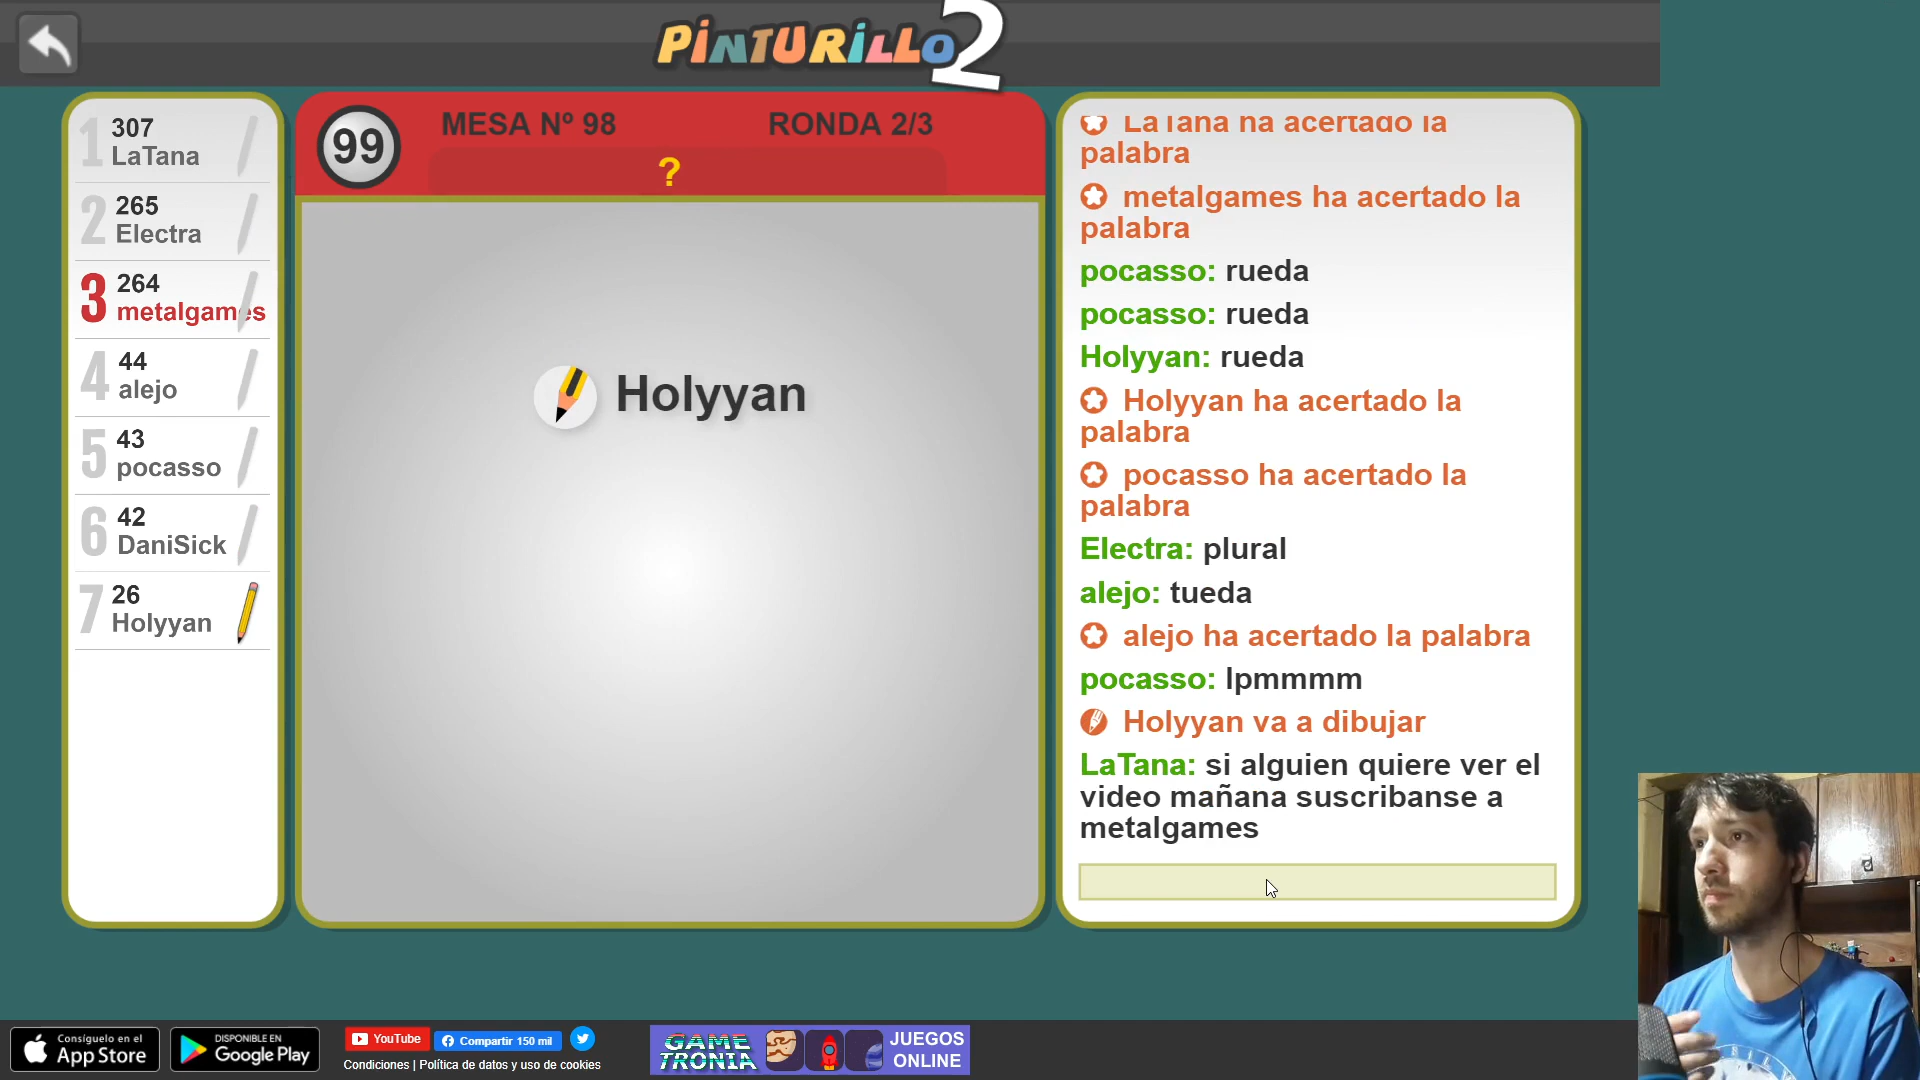 PINTURILLO 2
1 307 LaTana
2 265 Electra
3 264 metalgames
4 44 alejo
5 43 pocasso
6 42 DaniSick
7 26 Holyyan
99
MESA Nº 98
RONDA 2/3
?
Holyyan
LaTana ha acertado la
palabra
metalgames ha acertado la
palabra
pocasso: rueda
pocasso: rueda
Holyyan: rueda
Holyyan ha acertado la
palabra
pocasso ha acertado la
palabra
Electra: plural
alejo: tueda
alejo ha acertado la palabra
pocasso: lpmmmm
Holyyan va a dibujar
LaTana: si alguien quiere ver el
video mañana suscribanse a
metalgames
Consíguelo en el
App Store
DISPONIBLE EN
Google Play
YouTube
Compartir 150 mil
Condiciones | Política de datos y uso de cookies
GAME
TRONIA
JUEGOS
ONLINE